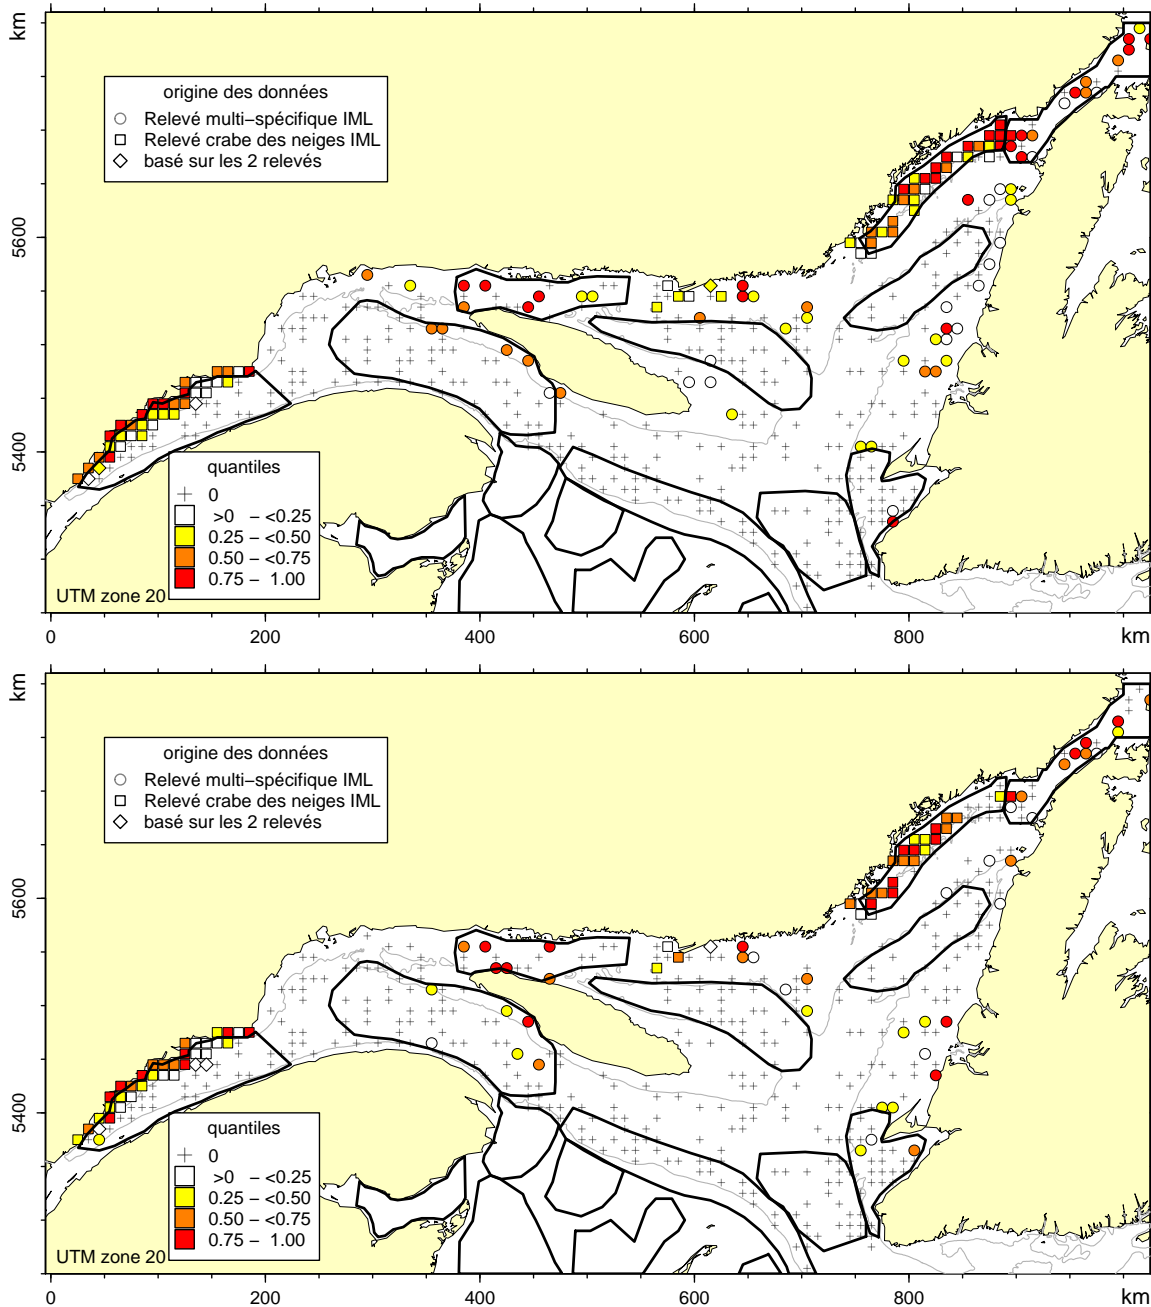 km
5600
5400
origine des données
Relevé multi−spécifique IML
Relevé crabe des neiges IML
basé sur les 2 relevés
quantiles
0
>0 − <0.25
0.25 − <0.50
0.50 − <0.75
0.75 − 1.00
UTM zone 20
0 200 400 600 800 km
km
5600
5400
origine des données
Relevé multi−spécifique IML
Relevé crabe des neiges IML
basé sur les 2 relevés
quantiles
0
>0 − <0.25
0.25 − <0.50
0.50 − <0.75
0.75 − 1.00
UTM zone 20
0 200 400 600 800 km